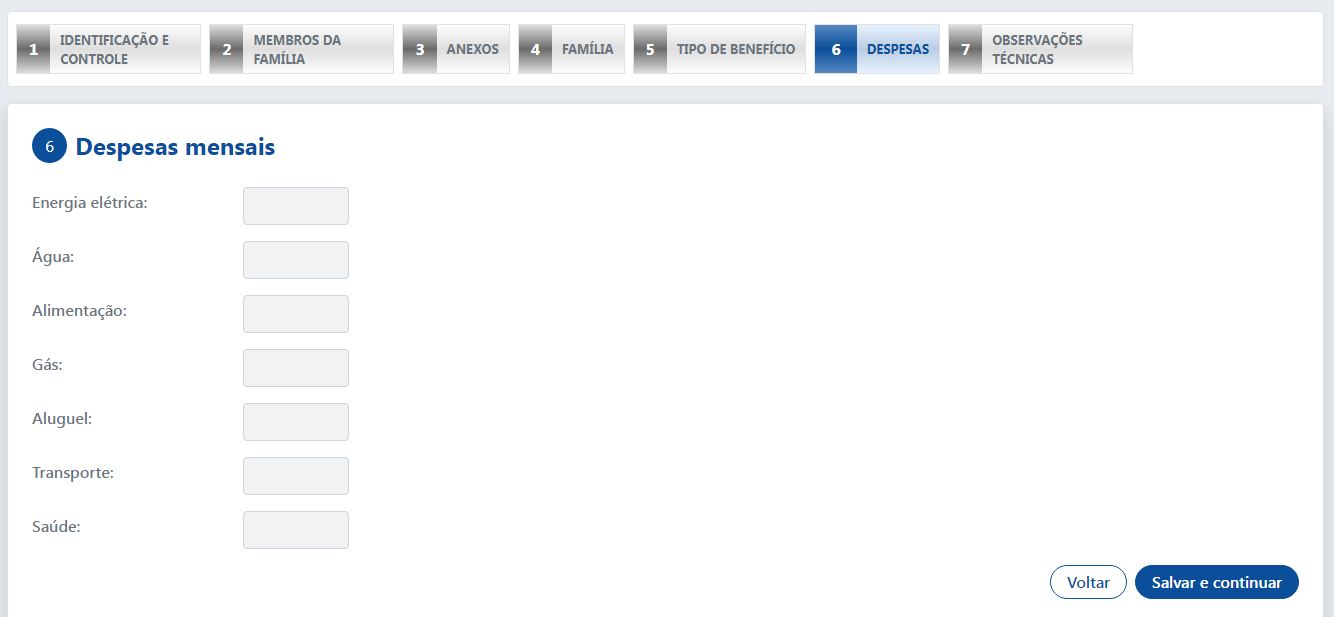 1 IDENTIFICAÇÃO E CONTROLE
2 MEMBROS DA FAMÍLIA
3 ANEXOS
4 FAMÍLIA
5 TIPO DE BENEFÍCIO
6 DESPESAS
7 OBSERVAÇÕES TÉCNICAS
6 Despesas mensais
Energia elétrica:
Água:
Alimentação:
Gás:
Aluguel:
Transporte:
Saúde:
Voltar
Salvar e continuar